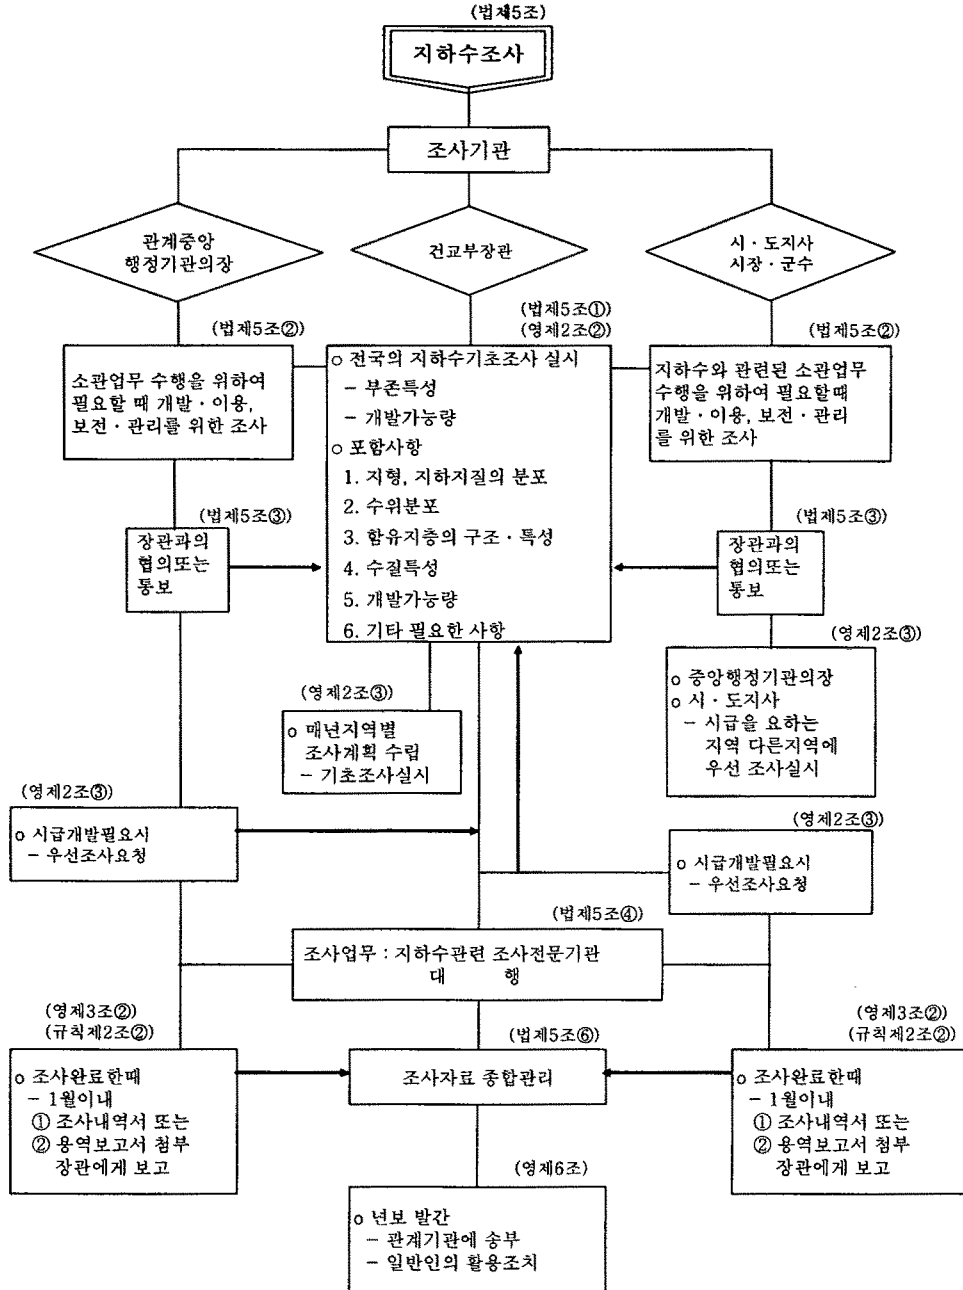 (법제5조)
지하수조사
조사기관
관계중앙
행정기관의장
건교부장관
시·도지사
시장·군수
(법제5조②)
소관업무 수행을 위하여
필요할 때 개발·이용,
보전·관리를 위한 조사
(법제5조①)
(영제2조②)
o 전국의 지하수기초조사 실시
- 부존특성
- 개발가능량
o 포함사항
1. 지형, 지하지질의 분포
2. 수위분포
3. 함유지층의 구조·특성
4. 수질특성
5. 개발가능량
6. 기타 필요한 사항
(법제5조②)
지하수와 관련된 소관업무
수행을 위하여 필요할때
개발·이용, 보전·관리
를 위한 조사
(법제5조③)
장관과의
협의또는
통보
(법제5조③)
장관과의
협의또는
통보
(영제2조③)
o 매년지역별
조사계획 수립
- 기초조사실시
(영제2조③)
o 중앙행정기관의장
o 시·도지사
- 시급을 요하는
지역 다른지역에
우선 조사실시
(영제2조③)
o 시급개발필요시
- 우선조사요청
(영제2조③)
o 시급개발필요시
- 우선조사요청
(법제5조④)
조사업무 : 지하수관련 조사전문기관
대 행
(영제3조②)
(규칙제2조②)
o 조사완료한때
- 1월이내
① 조사내역서 또는
② 용역보고서 첨부
장관에게 보고
(법제5조⑥)
조사자료 종합관리
(영제3조②)
(규칙제2조②)
o 조사완료한때
- 1월이내
① 조사내역서 또는
② 용역보고서 첨부
장관에게 보고
(영제6조)
o 년보 발간
- 관계기관에 송부
- 일반인의 활용조치